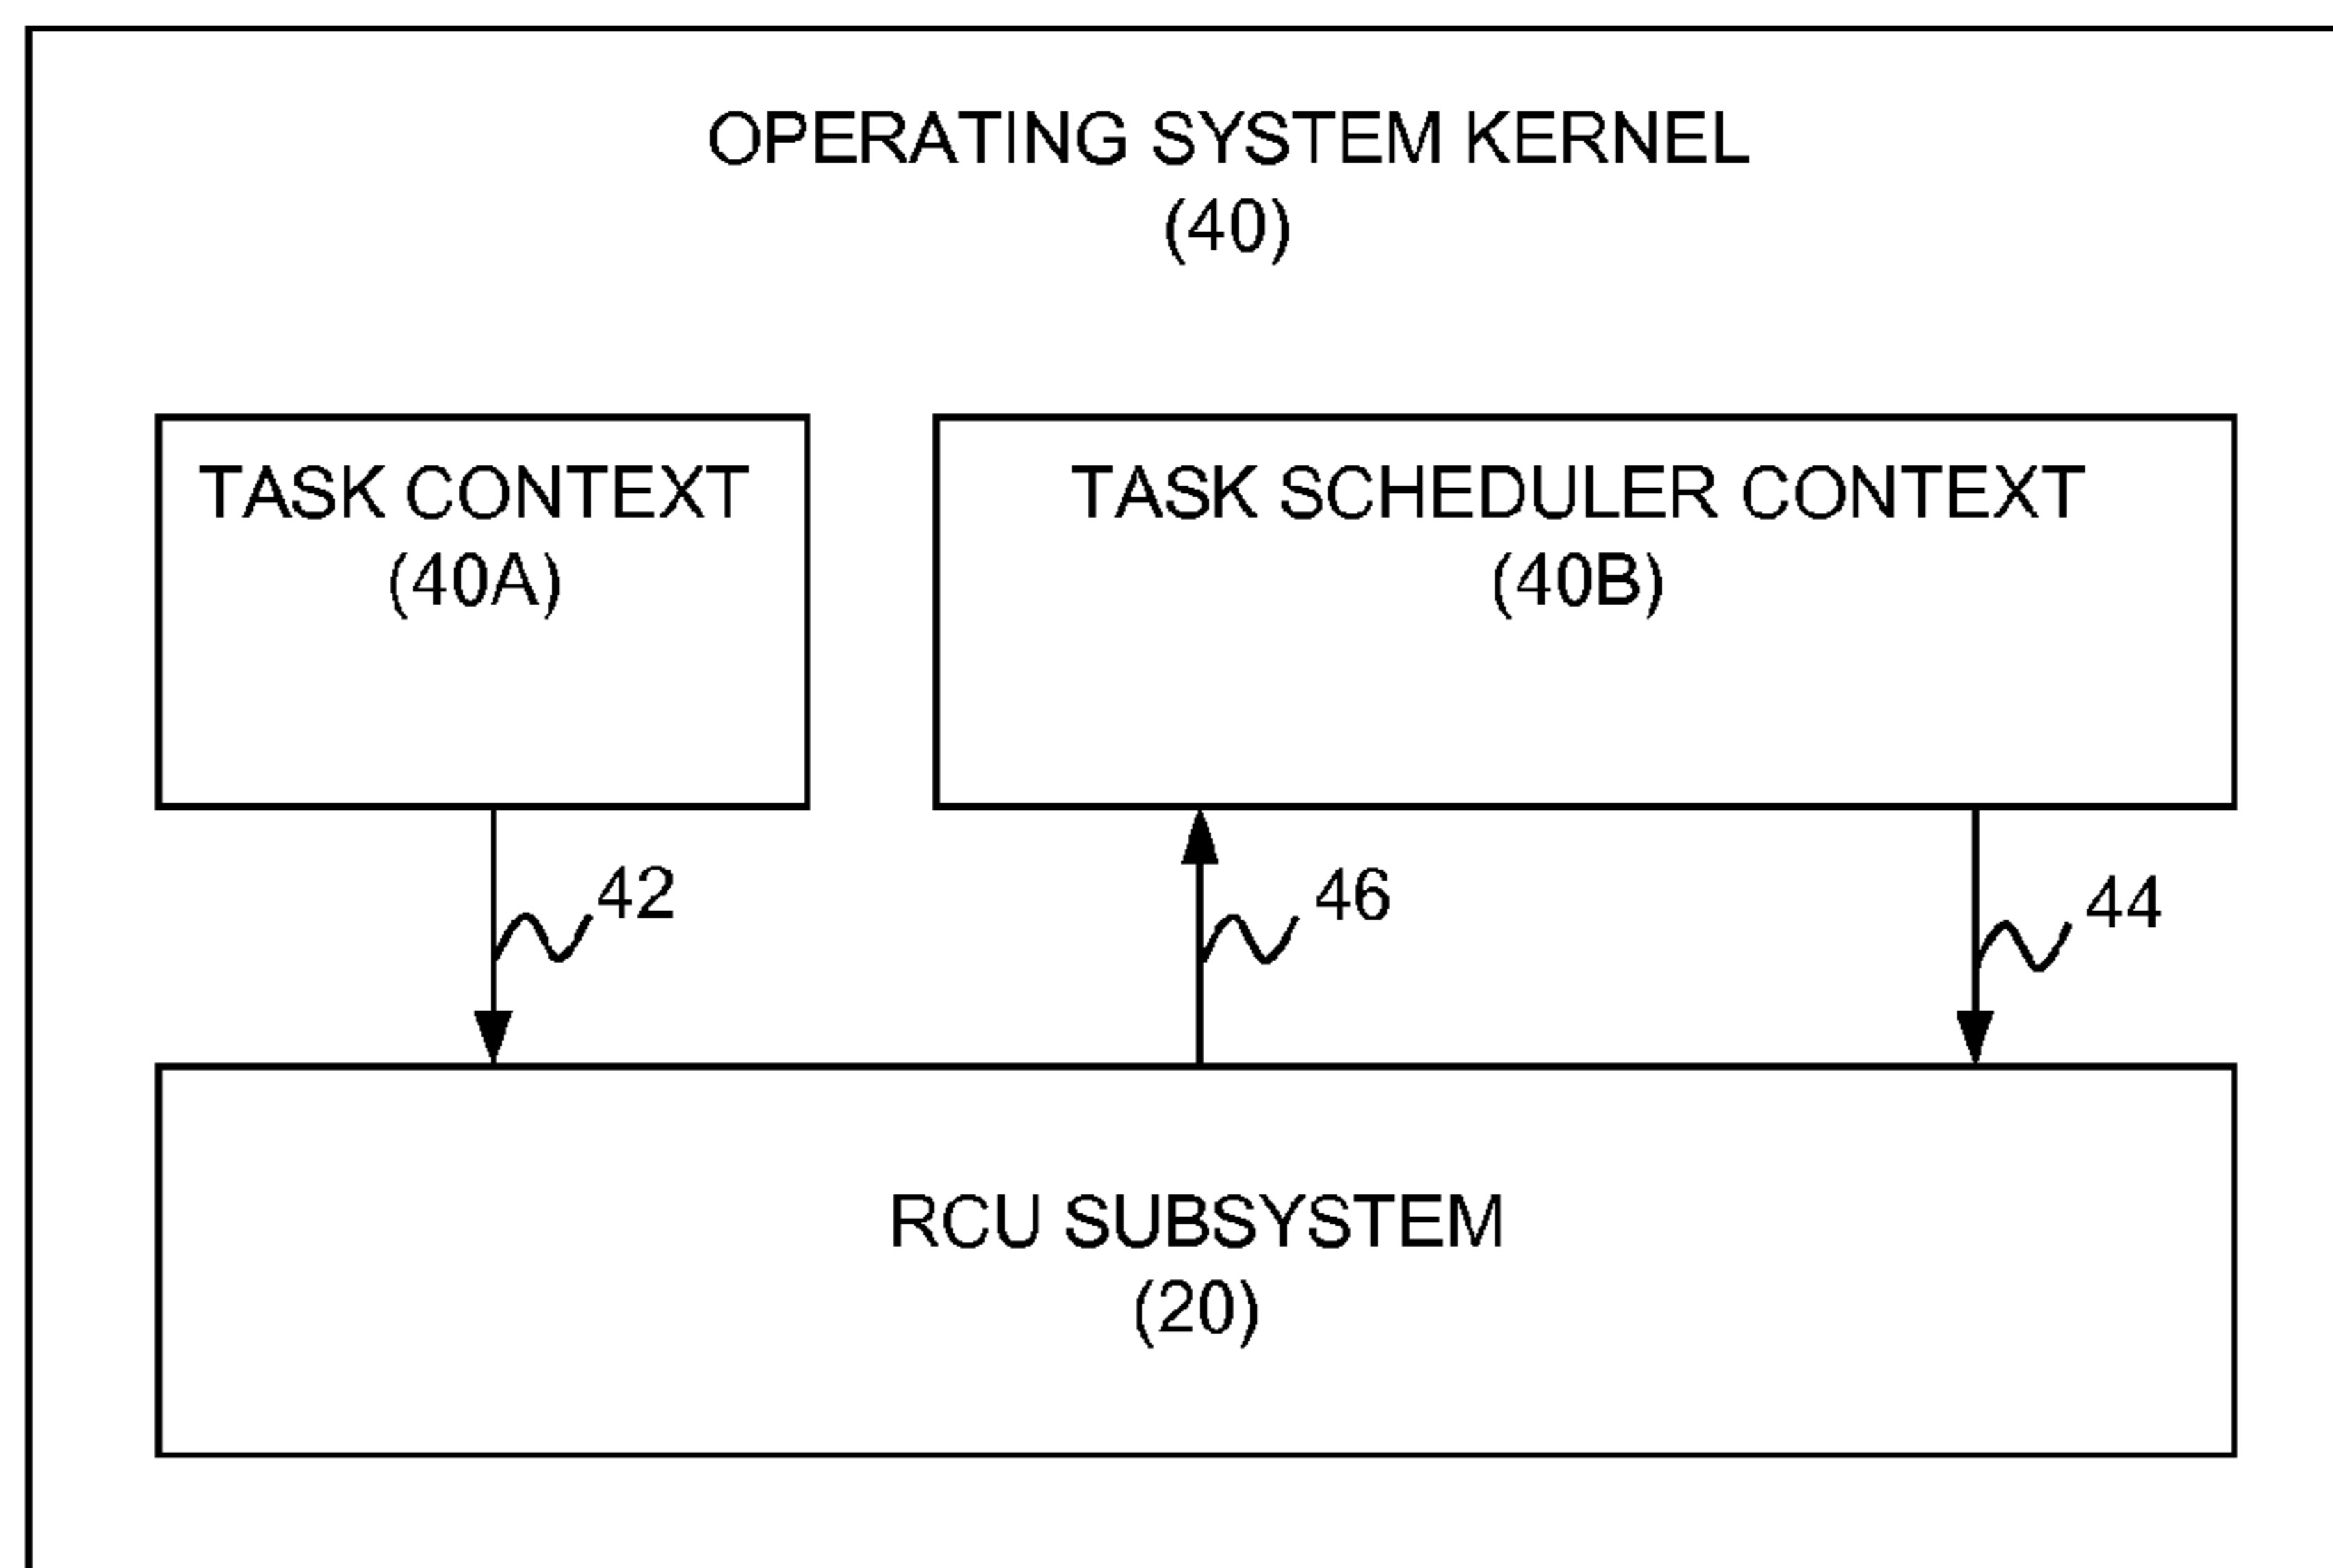 OPERATING SYSTEM KERNEL
(40)
TASK CONTEXT
(40A)
TASK SCHEDULER CONTEXT
(40B)
42
46
44
RCU SUBSYSTEM
(20)